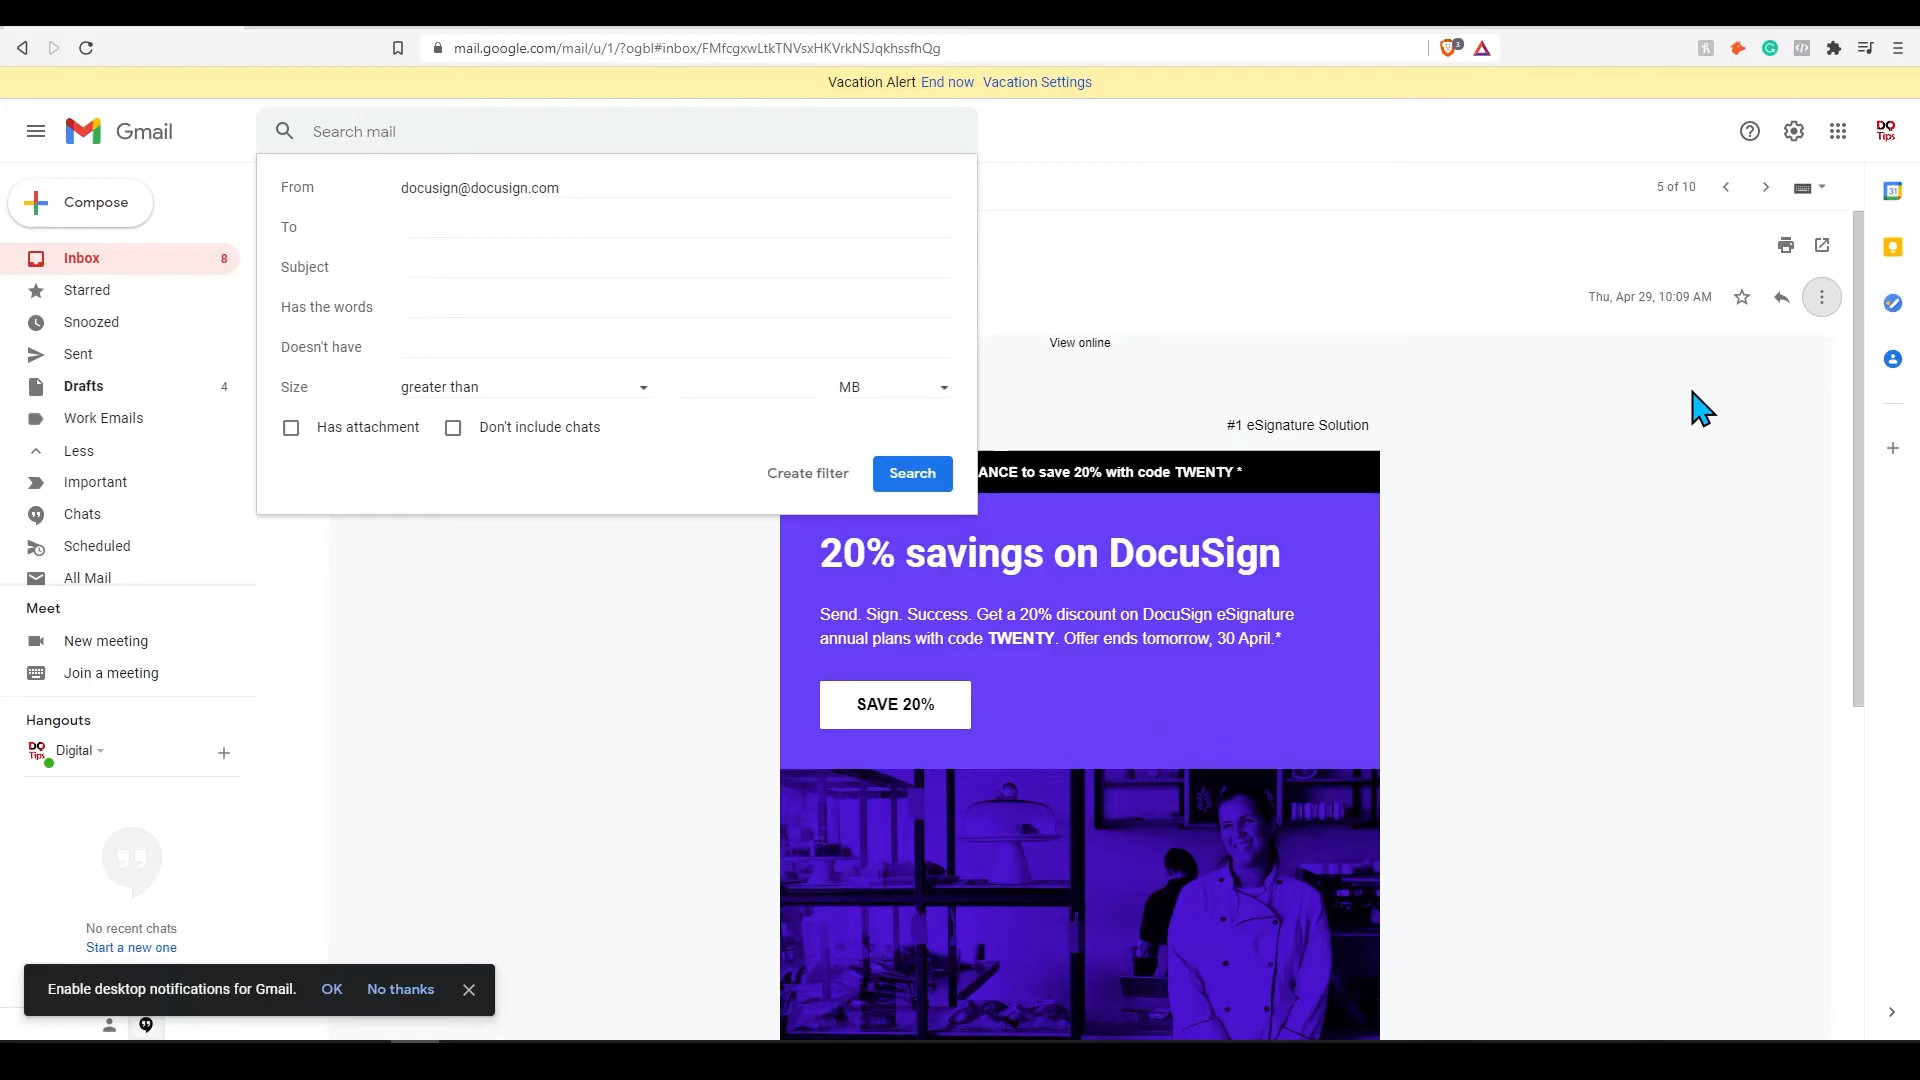 mail.google.com/mail/u/1/?ogbl#inbox/FMfcgxwLtkTNVsxHKVrkNSJqkhssfhQg
3
Vacation Alert End now Vacation Settings
Gmail
Search mail
DQ
Tips
Compose
From docusign@docusign.com
To
Subject
Has the words
Doesn't have
Size greater than MB
Has attachment Don't include chats
Create filter Search
5 of 10
31
Thu, Apr 29, 10:09 AM
Inbox 8
Starred
Snoozed
Sent
Drafts 4
Work Emails
Less
Important
Chats
Scheduled
All Mail
Meet
New meeting
Join a meeting
Hangouts
DQ
Tips
Digital
No recent chats
Start a new one
Enable desktop notifications for Gmail. OK No thanks
View online
#1 eSignature Solution
ANCE to save 20% with code TWENTY *
20% savings on DocuSign
Send. Sign. Success. Get a 20% discount on DocuSign eSignature
annual plans with code TWENTY. Offer ends tomorrow, 30 April.*
SAVE 20%